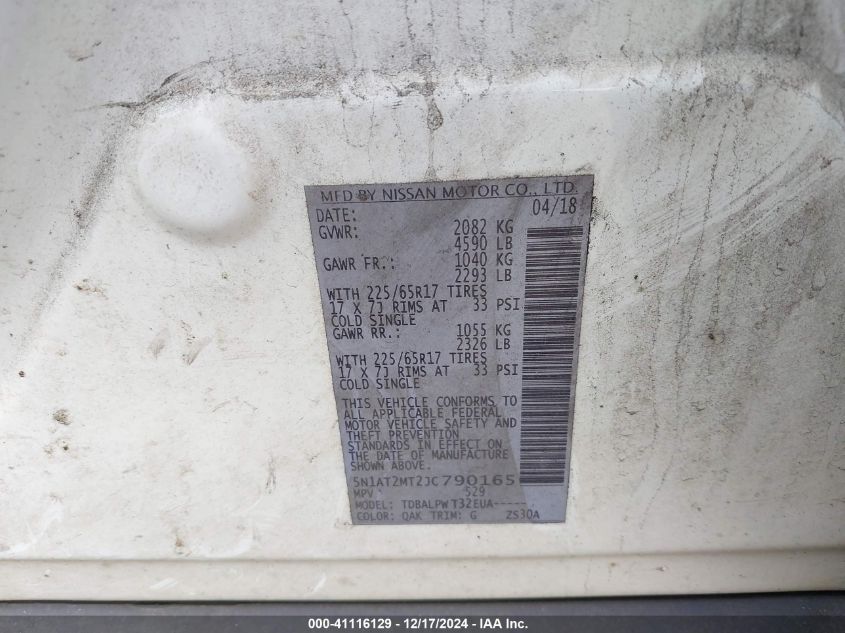 MFD BY NISSAN MOTOR CO., LTD.
DATE: 04/18
GVWR: 2082 KG
4590 LB
GAWR FR.: 1040 KG
2293 LB
WITH 225/65R17 TIRES
17 X 7J RIMS AT 33 PSI
COLD SINGLE
GAWR RR.: 1055 KG
2326 LB
WITH 225/65R17 TIRES
17 X 7J RIMS AT 33 PSI
COLD SINGLE
THIS VEHICLE CONFORMS TO
ALL APPLICABLE FEDERAL
MOTOR VEHICLE SAFETY AND
THEFT PREVENTION
STANDARDS IN EFFECT ON
THE DATE OF MANUFACTURE
SHOWN ABOVE.
5N1AT2MT2JC790165
MPV 529
MODEL: TDBALPW T32EUA-----
COLOR: QAK TRIM: G ZS30A
000-41116129 - 12/17/2024 - IAA Inc.